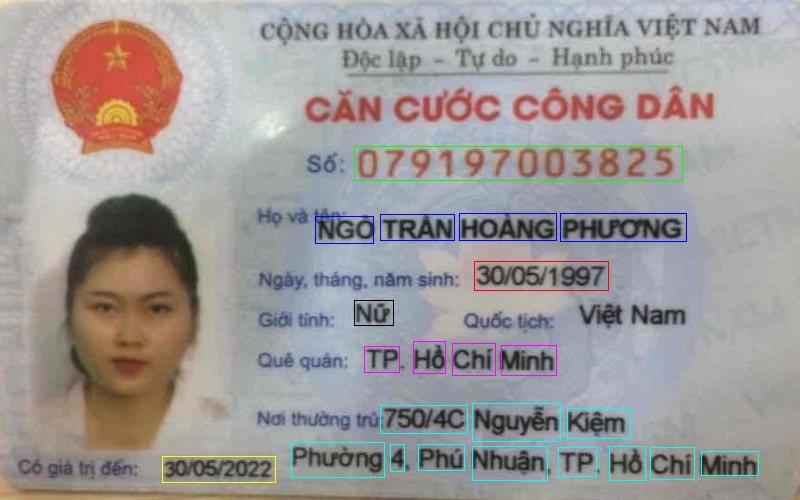 CỘNG HÒA XÃ HỘI CHỦ NGHĨA VIỆT NAM
Độc lập - Tự do - Hạnh phúc
CĂN CƯỚC CÔNG DÂN
Số: 079197003825
Họ và tên:
NGÔ TRẦN HOÀNG PHƯƠNG
Ngày, tháng, năm sinh: 30/05/1997
Giới tính: Nữ Quốc tịch: Việt Nam
Quê quán: TP. Hồ Chí Minh
Nơi thường trú: 750/4C Nguyễn Kiệm
Phường 4, Phú Nhuận, TP. Hồ Chí Minh
Có giá trị đến: 30/05/2022